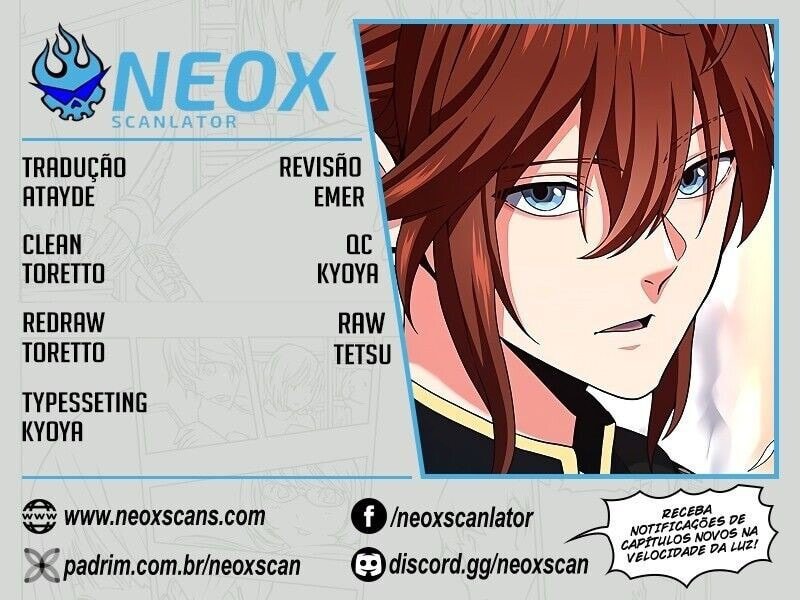 NEOX
SCANLATOR
TRADUÇÃO
ATAYDE
REVISÃO
EMER
CLEAN
TORETTO
QC
KYOYA
REDRAW
TORETTO
RAW
TETSU
TYPESSETING
KYOYA
www www.neoxscans.com
f /neoxscanlator
padrim.com.br/neoxscan
discord.gg/neoxscan
RECEBA
NOTIFICAÇÕES DE
CAPÍTULOS NOVOS NA
VELOCIDADE DA LUZ!